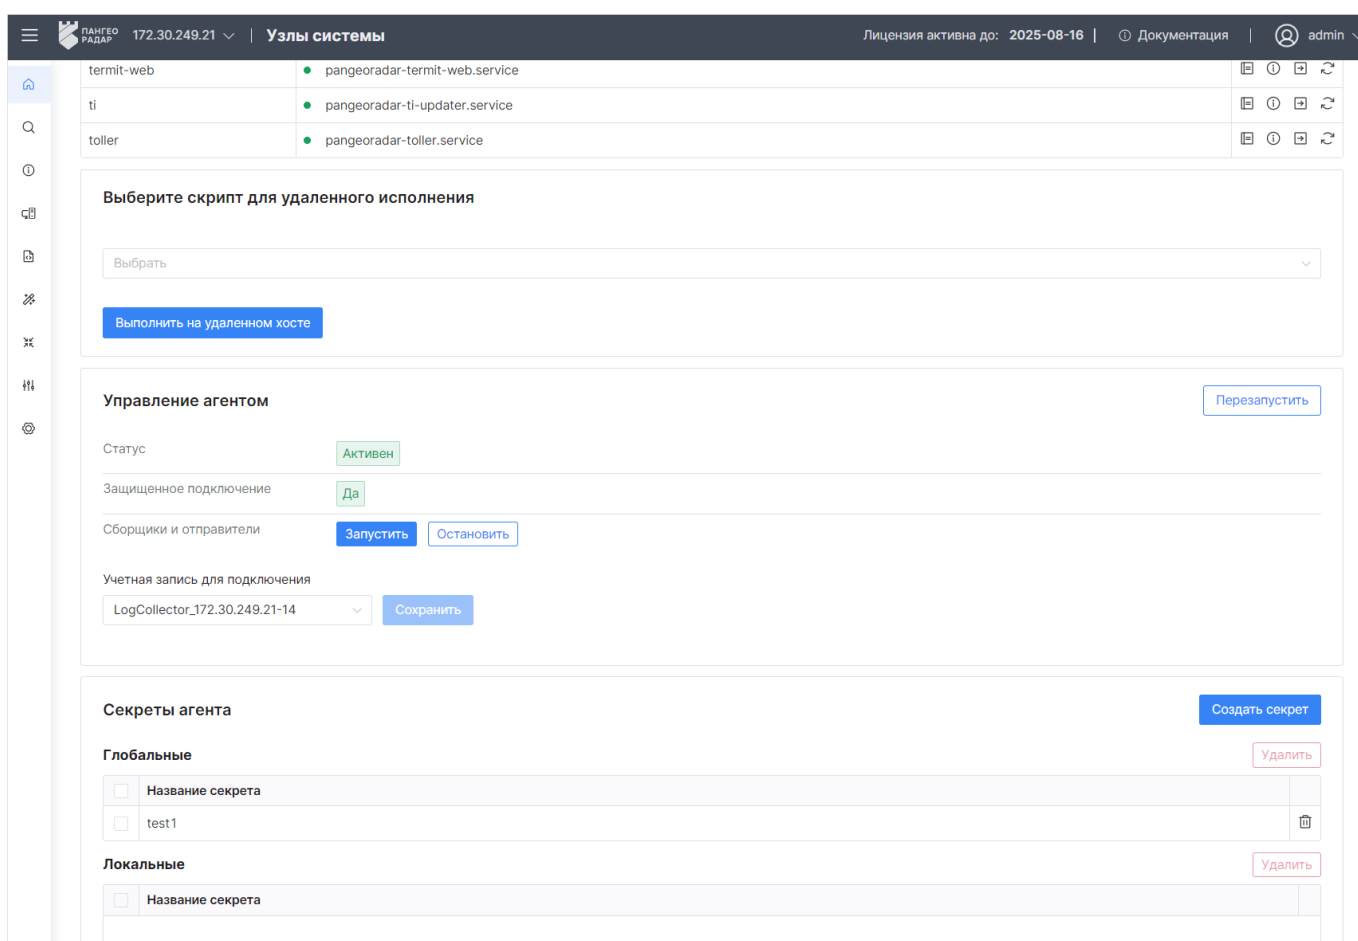 ПАНГЕО РАДАР 172.30.249.21 Узлы системы Лицензия активна до: 2025-08-16 Документация admin
termit-web pangeoradar-termit-web.service
ti pangeoradar-ti-updater.service
toller pangeoradar-toller.service
Выберите скрипт для удаленного исполнения
Выбрать
Выполнить на удаленном хосте
Управление агентом Перезапустить
Статус Активен
Защищенное подключение Да
Сборщики и отправители Запустить Остановить
Учетная запись для подключения
LogCollector_172.30.249.21-14 Сохранить
Секреты агента Создать секрет
Глобальные Удалить
Название секрета
test1
Локальные Удалить
Название секрета